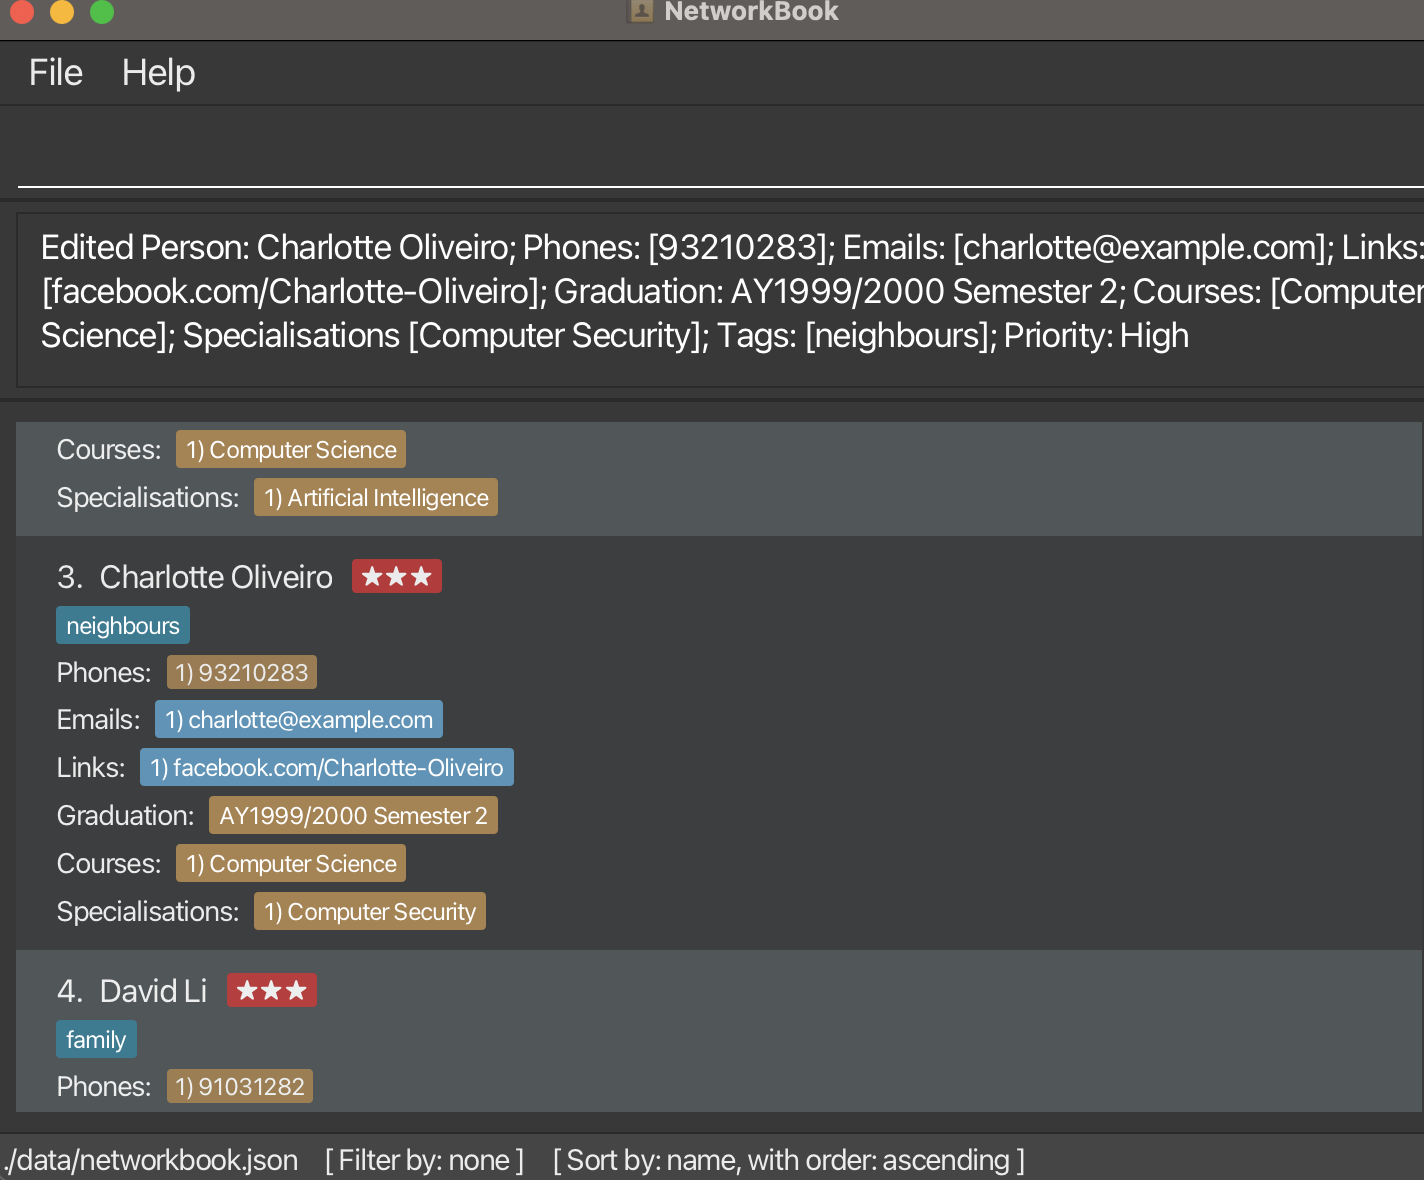 NetworkBook
File Help
Edited Person: Charlotte Oliveiro; Phones: [93210283]; Emails: [charlotte@example.com]; Links:
[facebook.com/Charlotte-Oliveiro]; Graduation: AY1999/2000 Semester 2; Courses: [Computer
Science]; Specialisations [Computer Security]; Tags: [neighbours]; Priority: High
Courses: 1) Computer Science
Specialisations: 1) Artificial Intelligence
3. Charlotte Oliveiro ★★★
neighbours
Phones: 1) 93210283
Emails: 1) charlotte@example.com
Links: 1) facebook.com/Charlotte-Oliveiro
Graduation: AY1999/2000 Semester 2
Courses: 1) Computer Science
Specialisations: 1) Computer Security
4. David Li ★★★
family
Phones: 1) 91031282
./data/networkbook.json [ Filter by: none ] [ Sort by: name, with order: ascending ]